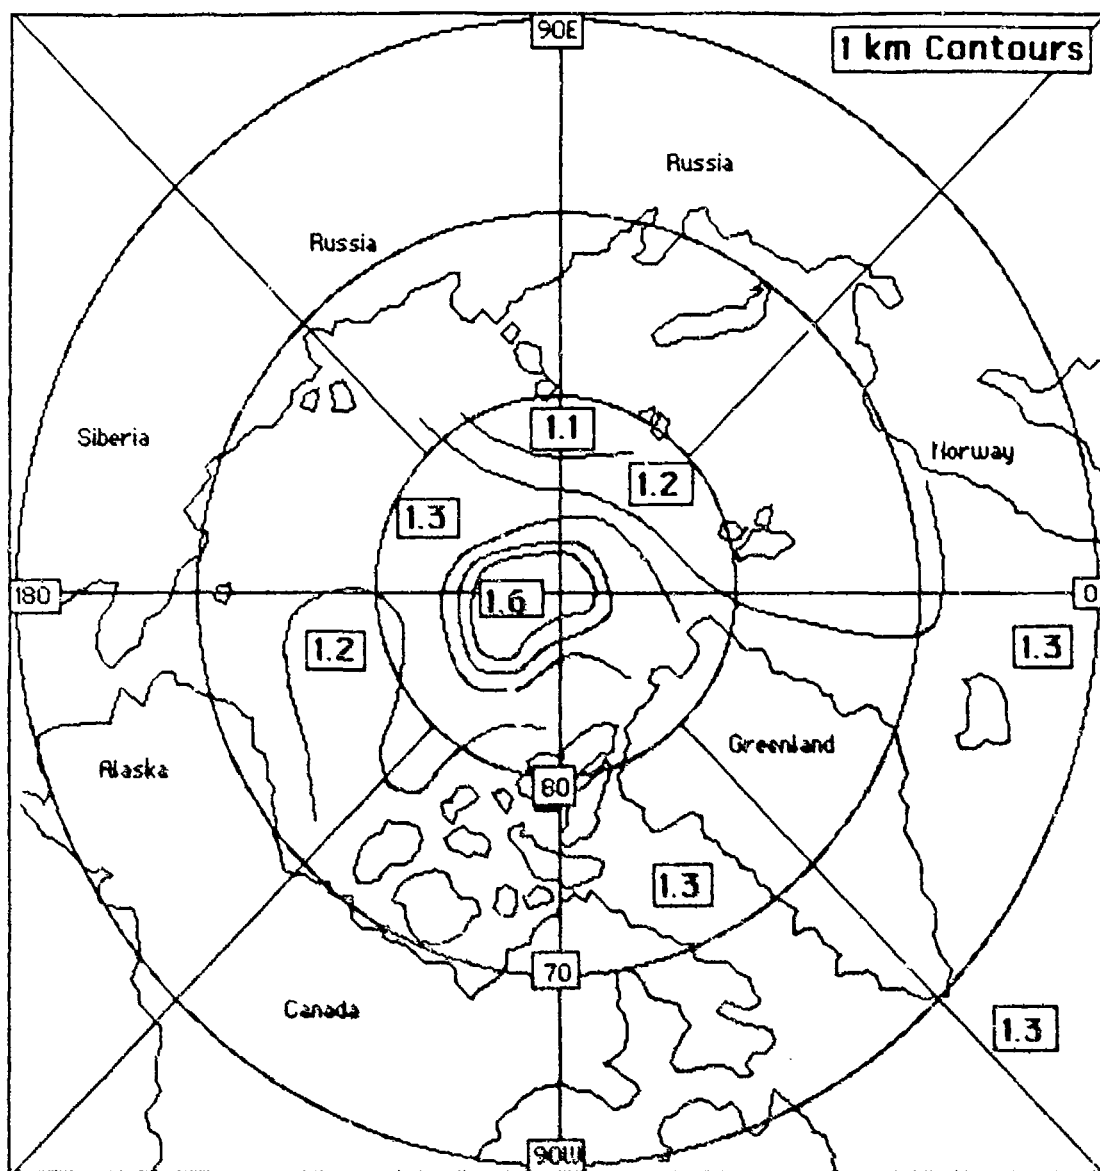 90E
1 km Contours
Russia
Russia
1.1
Siberia
Norway
1.2
1.3
180
1.6
0
1.2
1.3
Greenland
Alaska
80
1.3
70
Canada
1.3
90W